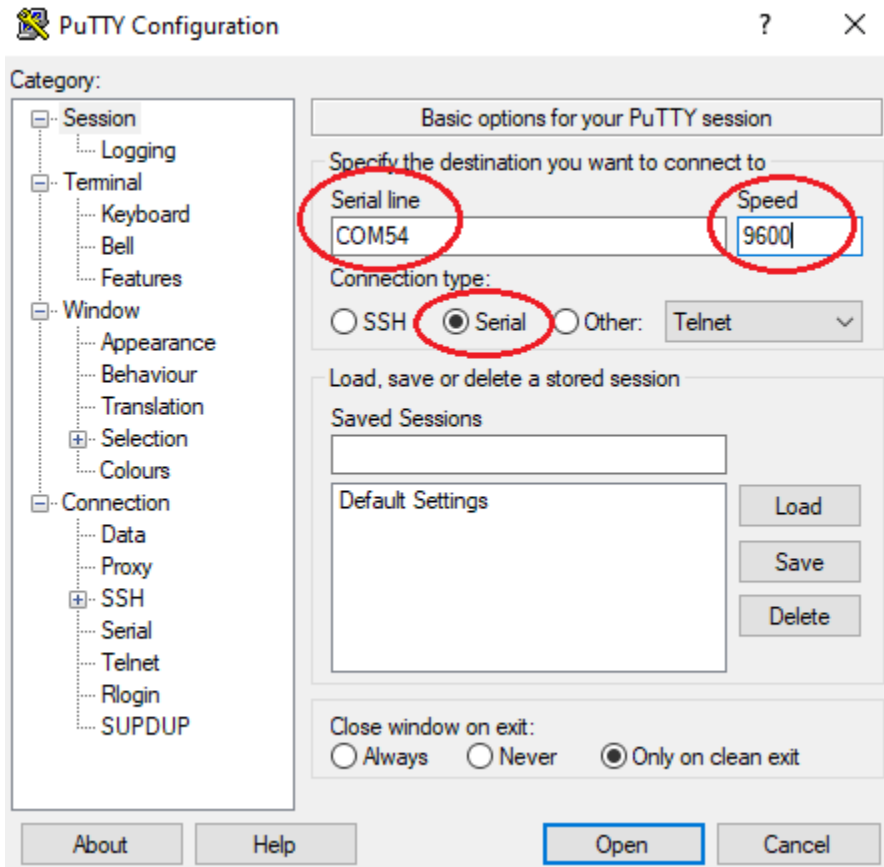 PuTTY Configuration
?
Category:
Session
Logging
Terminal
Keyboard
Bell
Features
Window
Appearance
Behaviour
Translation
Selection
Colours
Connection
Data
Proxy
SSH
Serial
Telnet
Rlogin
SUPDUP
Basic options for your PuTTY session
Specify the destination you want to connect to
Serial line Speed
COM54 9600
Connection type:
SSH Serial Other: Telnet
Load, save or delete a stored session
Saved Sessions
Default Settings
Load
Save
Delete
Close window on exit:
Always Never Only on clean exit
About Help Open Cancel